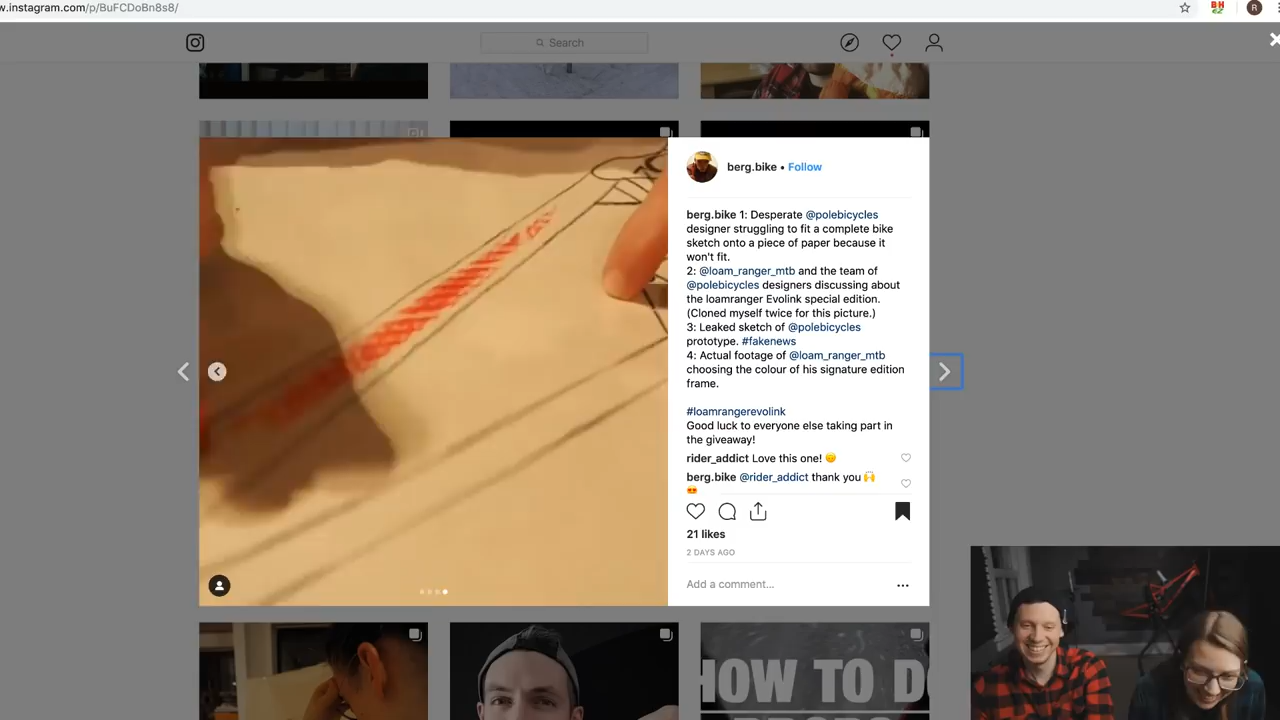 w.instagram.com/p/BuFCDoBn8s8/
Search
berg.bike • Follow
berg.bike 1: Desperate @polebicycles
designer struggling to fit a complete bike
sketch onto a piece of paper because it
won't fit.
2: @loam_ranger_mtb and the team of
@polebicycles designers discussing about
the loamranger Evolink special edition.
(Cloned myself twice for this picture.)
3: Leaked sketch of @polebicycles
prototype. #fakenews
4: Actual footage of @loam_ranger_mtb
choosing the colour of his signature edition
frame.
#loamrangerevolink
Good luck to everyone else taking part in
the giveaway!
rider_addict Love this one! 😊
berg.bike @rider_addict thank you 🙌
😍
21 likes
2 DAYS AGO
Add a comment...
HOW TO DO